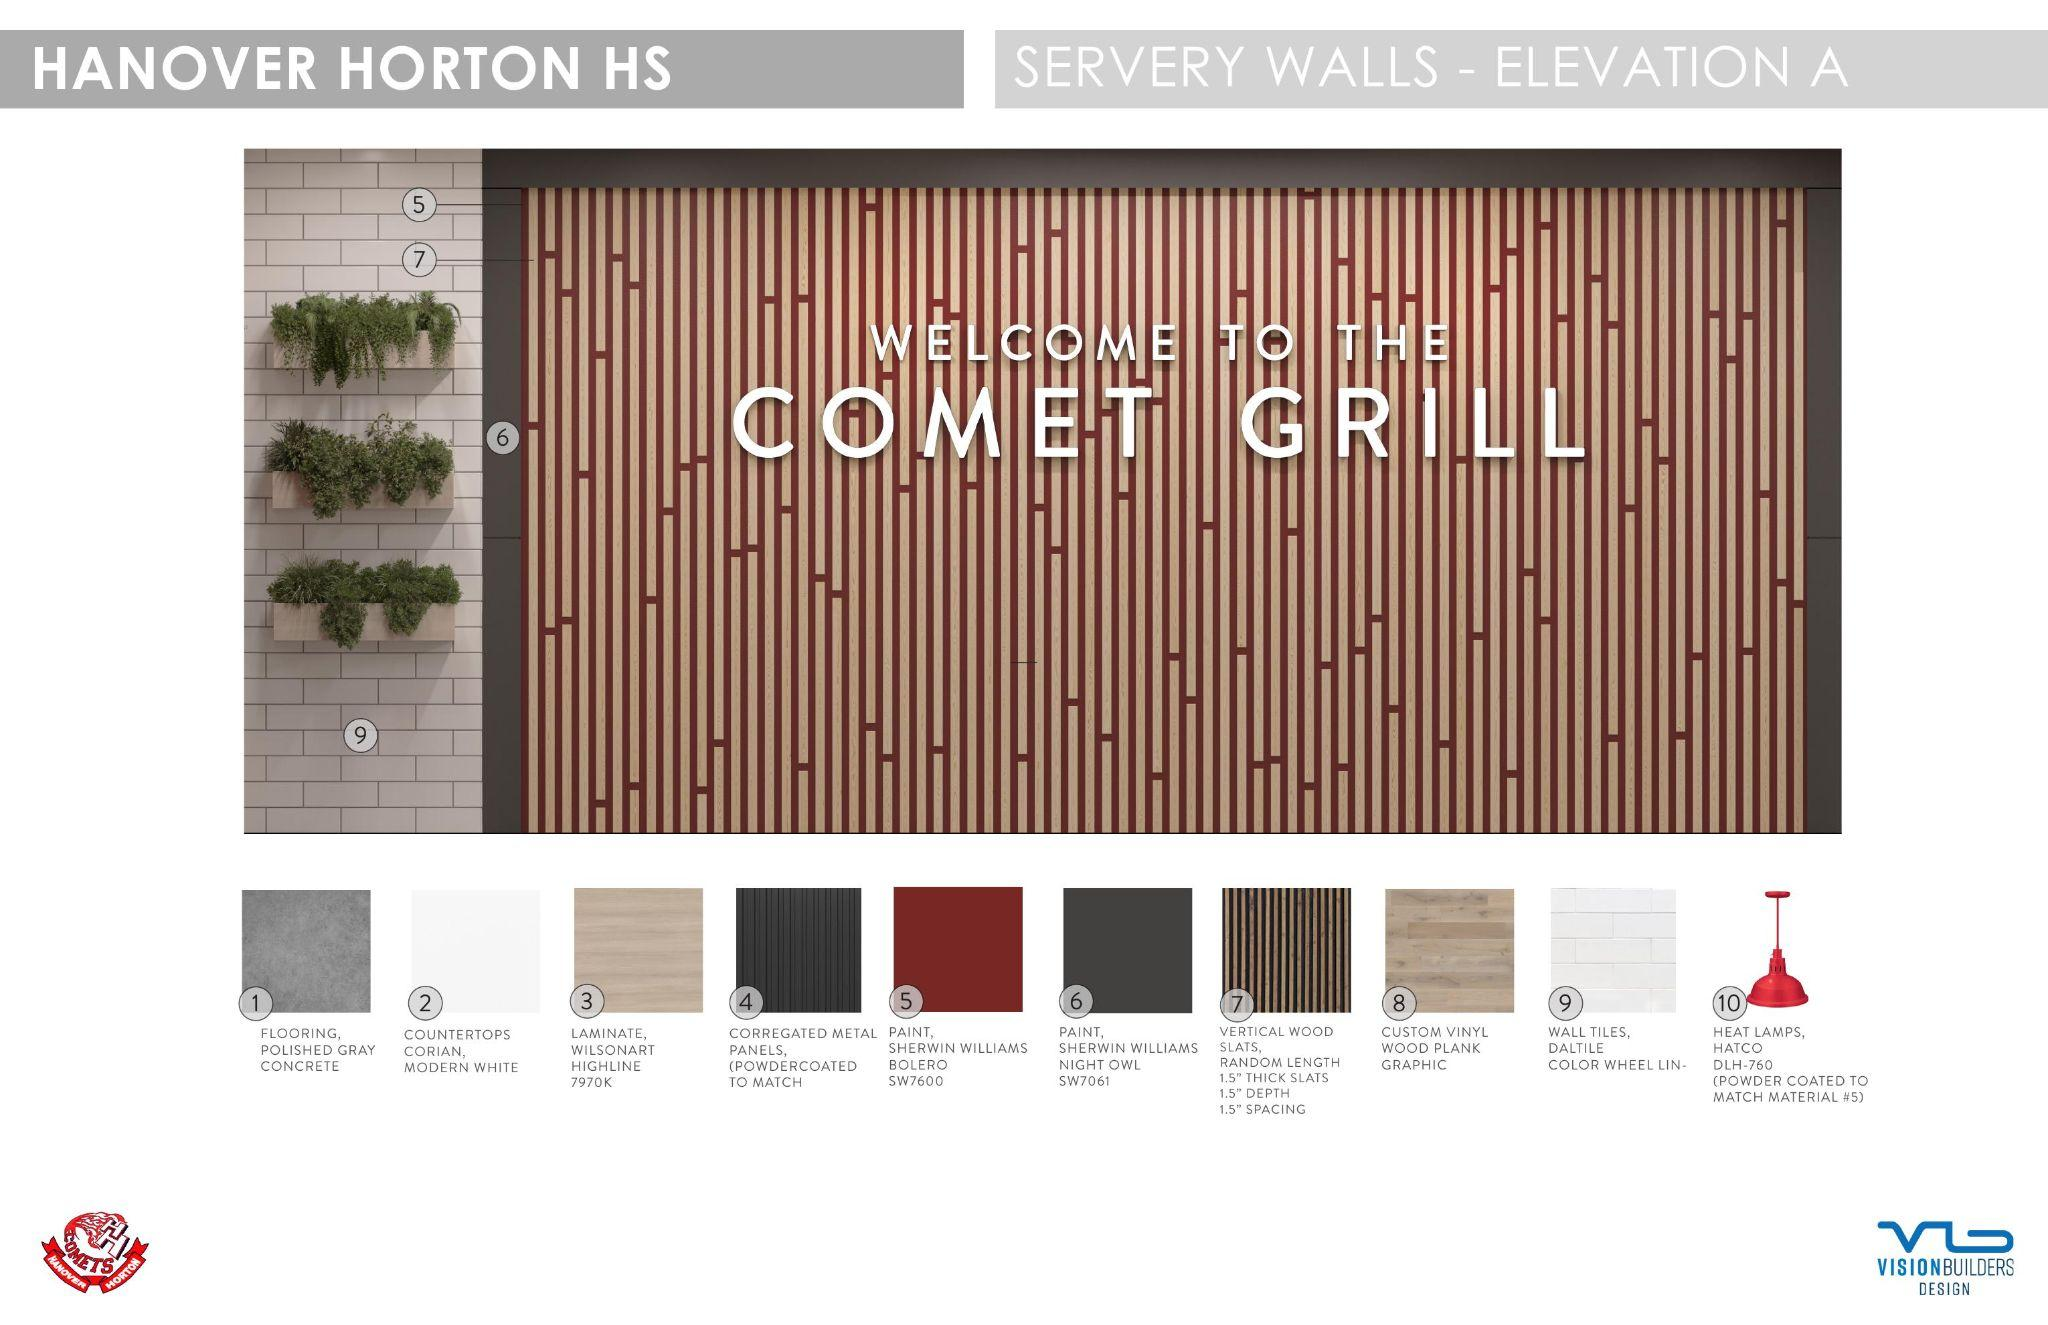 HANOVER HORTON HS
SERVERY WALLS - ELEVATION A
5
7
6
9
WELCOME TO THE
COMET GRILL
1
FLOORING,
POLISHED GRAY
CONCRETE
2
COUNTERTOPS
CORIAN,
MODERN WHITE
3
LAMINATE,
WILSONART
HIGHLINE
7970K
4
CORREGATED METAL
PANELS,
(POWDERCOATED
TO MATCH
5
PAINT,
SHERWIN WILLIAMS
BOLERO
SW7600
6
PAINT,
SHERWIN WILLIAMS
NIGHT OWL
SW7061
7
VERTICAL WOOD
SLATS,
RANDOM LENGTH
1.5” THICK SLATS
1.5” DEPTH
1.5” SPACING
8
CUSTOM VINYL
WOOD PLANK
GRAPHIC
9
WALL TILES,
DALTILE
COLOR WHEEL LIN-
10
HEAT LAMPS,
HATCO
DLH-760
(POWDER COATED TO
MATCH MATERIAL #5)
HH
COMETS
HANOVER HORTON
VISIONBUILDERS
DESIGN